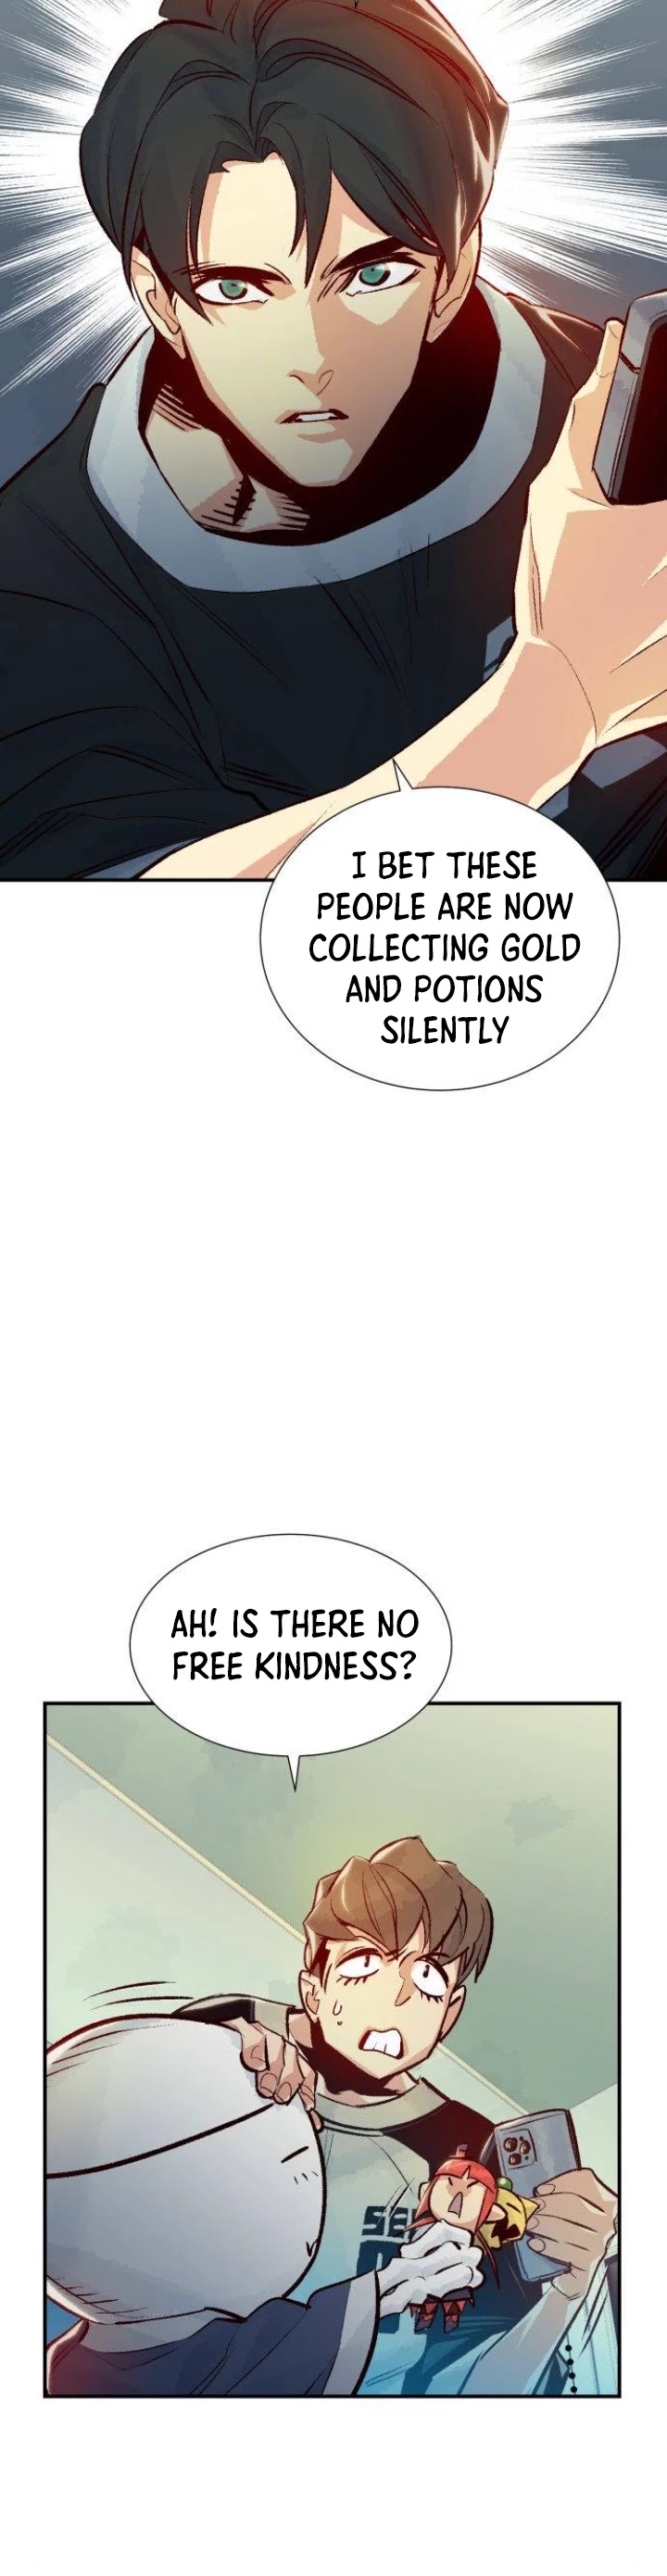 I BET THESE
PEOPLE ARE NOW
COLLECTING GOLD
AND POTIONS
SILENTLY
AH! IS THERE NO
FREE KINDNESS?